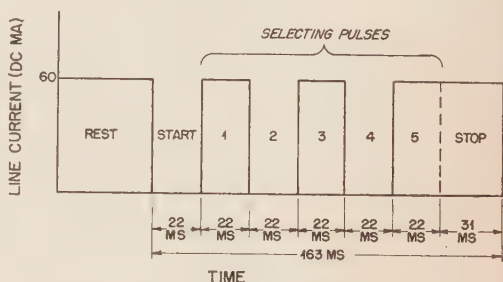 SELECTING PULSES
LINE CURRENT (DC MA)
60
REST
START
1
2
3
4
5
STOP
22 MS
22 MS
22 MS
22 MS
22 MS
22 MS
31 MS
163 MS
TIME